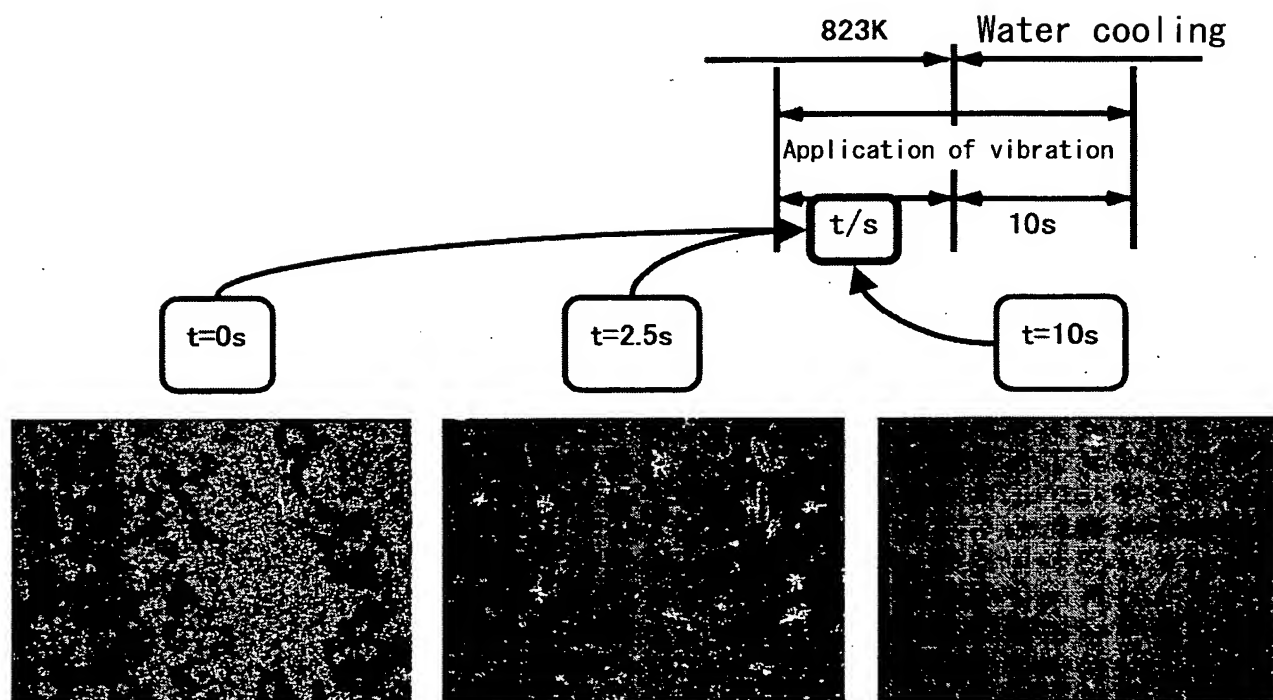 823K Water cooling
Application of vibration
t/s 10s
t=0s t=2.5s t=10s